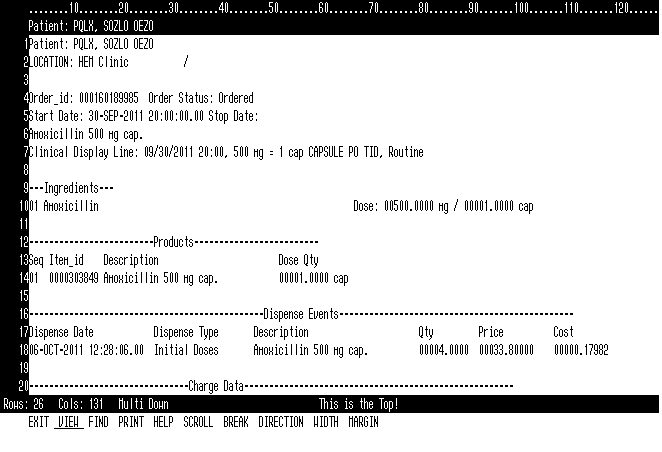 .......10........20........30........40........50........60........70........80........90.......100.......110.......120.....
Patient: PQLX, SOZLO OEZO
1Patient: PQLX, SOZLO OEZO
2LOCATION: HEM Clinic /
3
4Order_id: 000160189985 Order Status: Ordered
5Start Date: 30-SEP-2011 20:00:00.00 Stop Date:
6Amoxicillin 500 mg cap.
7Clinical Display Line: 09/30/2011 20:00, 500 mg = 1 cap CAPSULE PO TID, Routine
8
9---Ingredients---
1001 Amoxicillin Dose: 00500.0000 mg / 00001.0000 cap
11
12-------------------------Products-------------------------
13Seq Item_id Description Dose Qty
1401 0000303849 Amoxicillin 500 mg cap. 00001.0000 cap
15
16-----------------------------------------------Dispense Events-----------------------------------------------
17Dispense Date Dispense Type Description Qty Price Cost
1806-OCT-2011 12:28:06.00 Initial Doses Amoxicillin 500 mg cap. 00004.0000 00033.80000 00000.17982
19
20--------------------------------Charge Data------------------------------------------------------
Rows: 26 Cols: 131 Multi Down This is the Top!
EXIT VIEW FIND PRINT HELP SCROLL BREAK DIRECTION WIDTH MARGIN